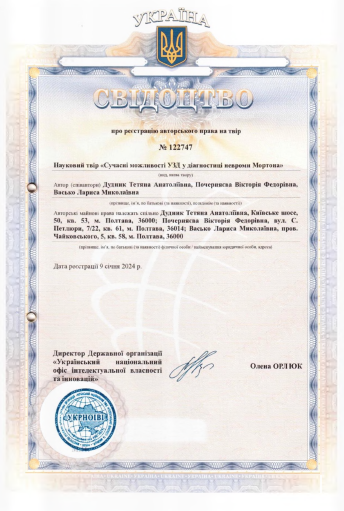 УКРАЇНА
СВІДОЦТВО
про реєстрацію авторського права на твір
№ 122747
Науковий твір «Сучасні можливості УЗД у діагностиці невроми Мортона»
(вид, назва твору)
Автор (співавтори) Дудник Тетяна Анатоліївна, Почерняєва Вікторія Федорівна,
Васько Лариса Миколаївна
(прізвище, ім'я, по батькові (за наявності), псевдонім (за наявності))
Авторські майнові права належать спільно Дудник Тетяна Анатоліївна, Київське шосе,
50, кв. 53, м. Полтава, 36000; Почерняєва Вікторія Федорівна, вул. С.
Петлюри, 7/22, кв. 61, м. Полтава, 36014; Васько Лариса Миколаївна, пров.
Чайковського, 5, кв. 58, м. Полтава, 36000
(прізвище, ім'я, по батькові (за наявності) фізичної особи / найменування юридичної особи, адреса)
Дата реєстрації 9 січня 2024 р.
Директор Державної організації
«Український національний
офіс інтелектуальної власності
та інновацій»
Олена ОРЛЮК
УКРНОІВІ